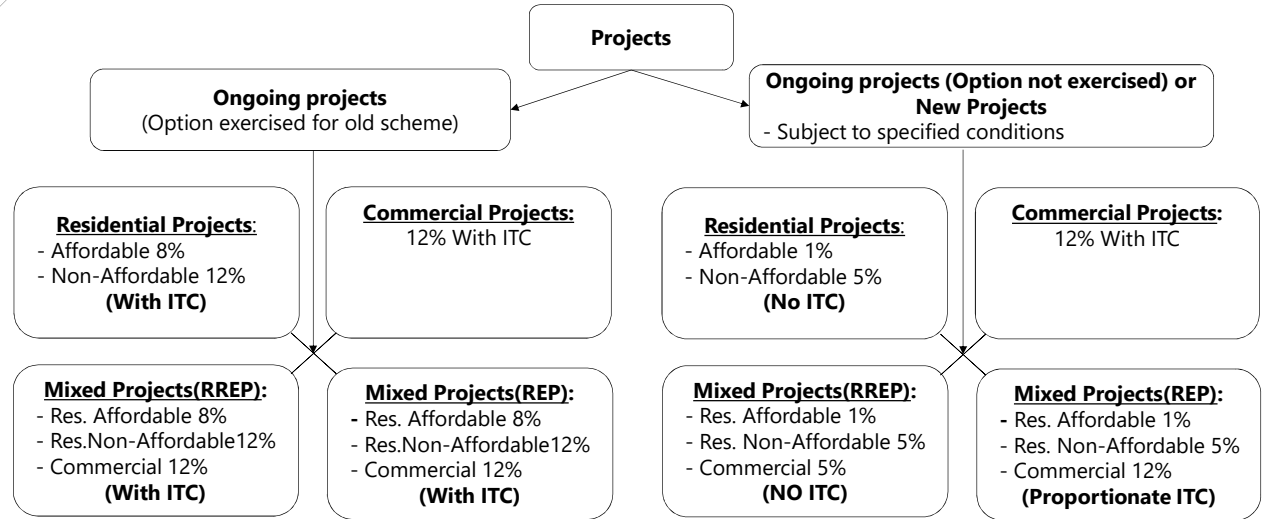 Projects
Ongoing projects
(Option exercised for old scheme)
Ongoing projects (Option not exercised) or
New Projects
- Subject to specified conditions
Residential Projects:
- Affordable 8%
- Non-Affordable 12%
(With ITC)
Commercial Projects:
12% With ITC
Residential Projects:
- Affordable 1%
- Non-Affordable 5%
(No ITC)
Commercial Projects:
12% With ITC
Mixed Projects(RREP):
- Res. Affordable 8%
- Res.Non-Affordable12%
- Commercial 12%
(With ITC)
Mixed Projects(REP):
- Res. Affordable 8%
- Res.Non-Affordable12%
- Commercial 12%
(With ITC)
Mixed Projects(RREP):
- Res. Affordable 1%
- Res. Non-Affordable 5%
- Commercial 5%
(NO ITC)
Mixed Projects(REP):
- Res. Affordable 1%
- Res. Non-Affordable 5%
- Commercial 12%
(Proportionate ITC)